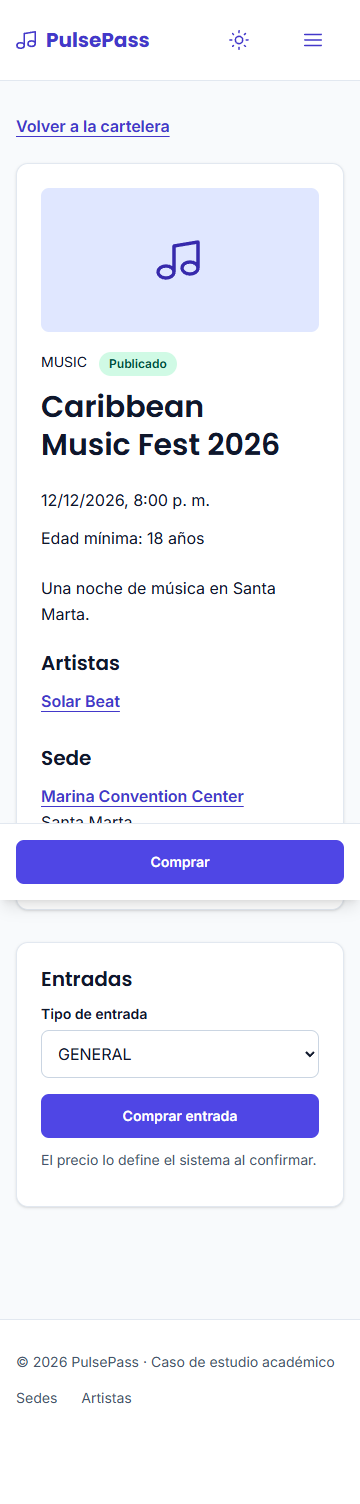 PulsePass
Volver a la cartelera
MUSIC Publicado
Caribbean
Music Fest 2026
12/12/2026, 8:00 p. m.
Edad mínima: 18 años
Una noche de música en Santa
Marta.
Artistas
Solar Beat
Sede
Marina Convention Center
Santa Marta
Comprar
Entradas
Tipo de entrada
GENERAL
Comprar entrada
El precio lo define el sistema al confirmar.
© 2026 PulsePass · Caso de estudio académico
Sedes Artistas